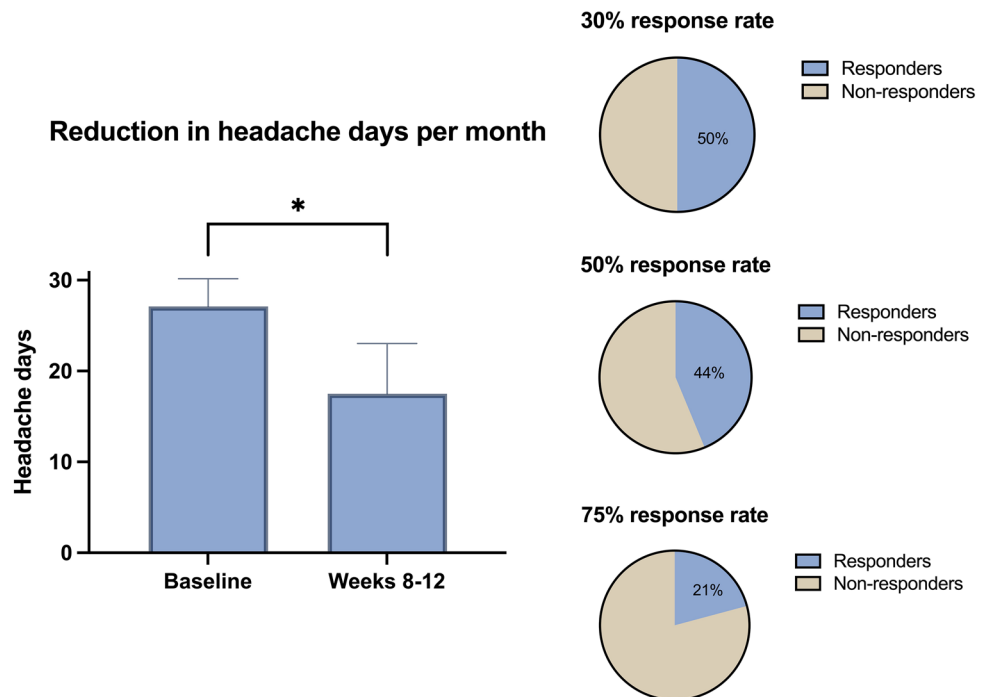 Reduction in headache days per month
*
Headache days
30
20
10
0
Baseline
Weeks 8-12
30% response rate
50%
Responders
Non-responders
50% response rate
44%
Responders
Non-responders
75% response rate
21%
Responders
Non-responders